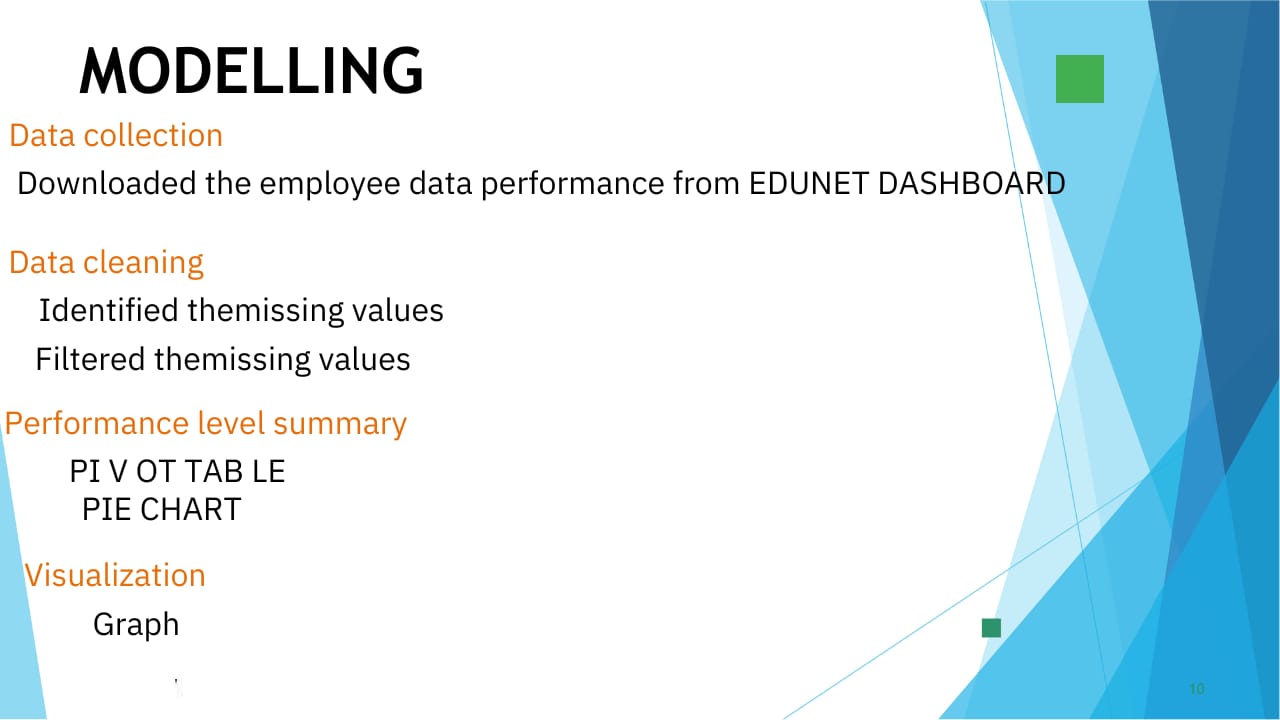 MODELLING
Data collection
Downloaded the employee data performance from EDUNET DASHBOARD
Data cleaning
Identified themissing values
Filtered themissing values
Performance level summary
PI V OT TAB LE
PIE CHART
Visualization
Graph
10